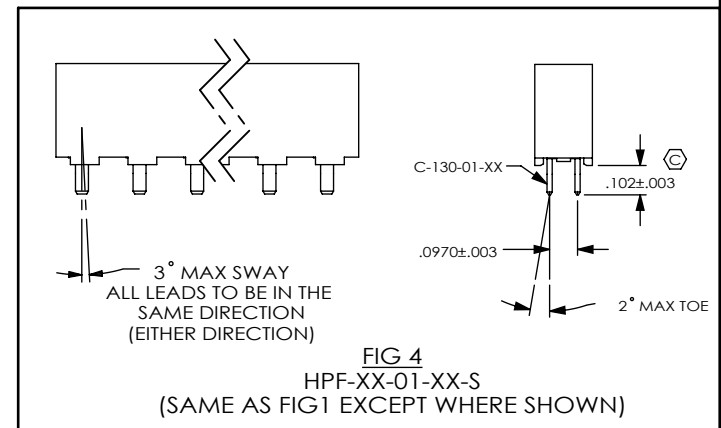 C-130-01-XX
C
.102±.003
.0970±.003
3° MAX SWAY
ALL LEADS TO BE IN THE
SAME DIRECTION
(EITHER DIRECTION)
2° MAX TOE
FIG 4
HPF-XX-01-XX-S
(SAME AS FIG1 EXCEPT WHERE SHOWN)